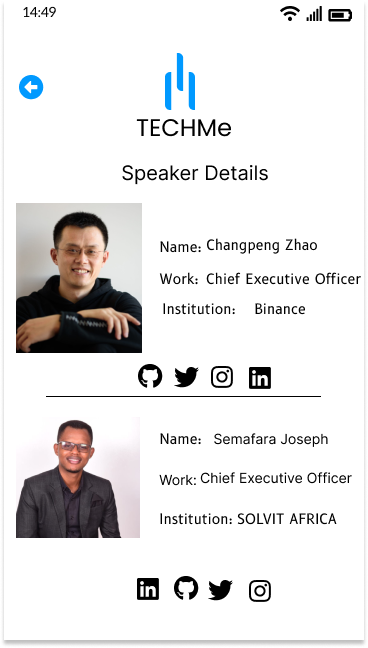 14:49
TECHMe
Speaker Details
Name: Changpeng Zhao
Work: Chief Executive Officer
Institution: Binance
Name: Semafara Joseph
Work: Chief Executive Officer
Institution: SOLVIT AFRICA